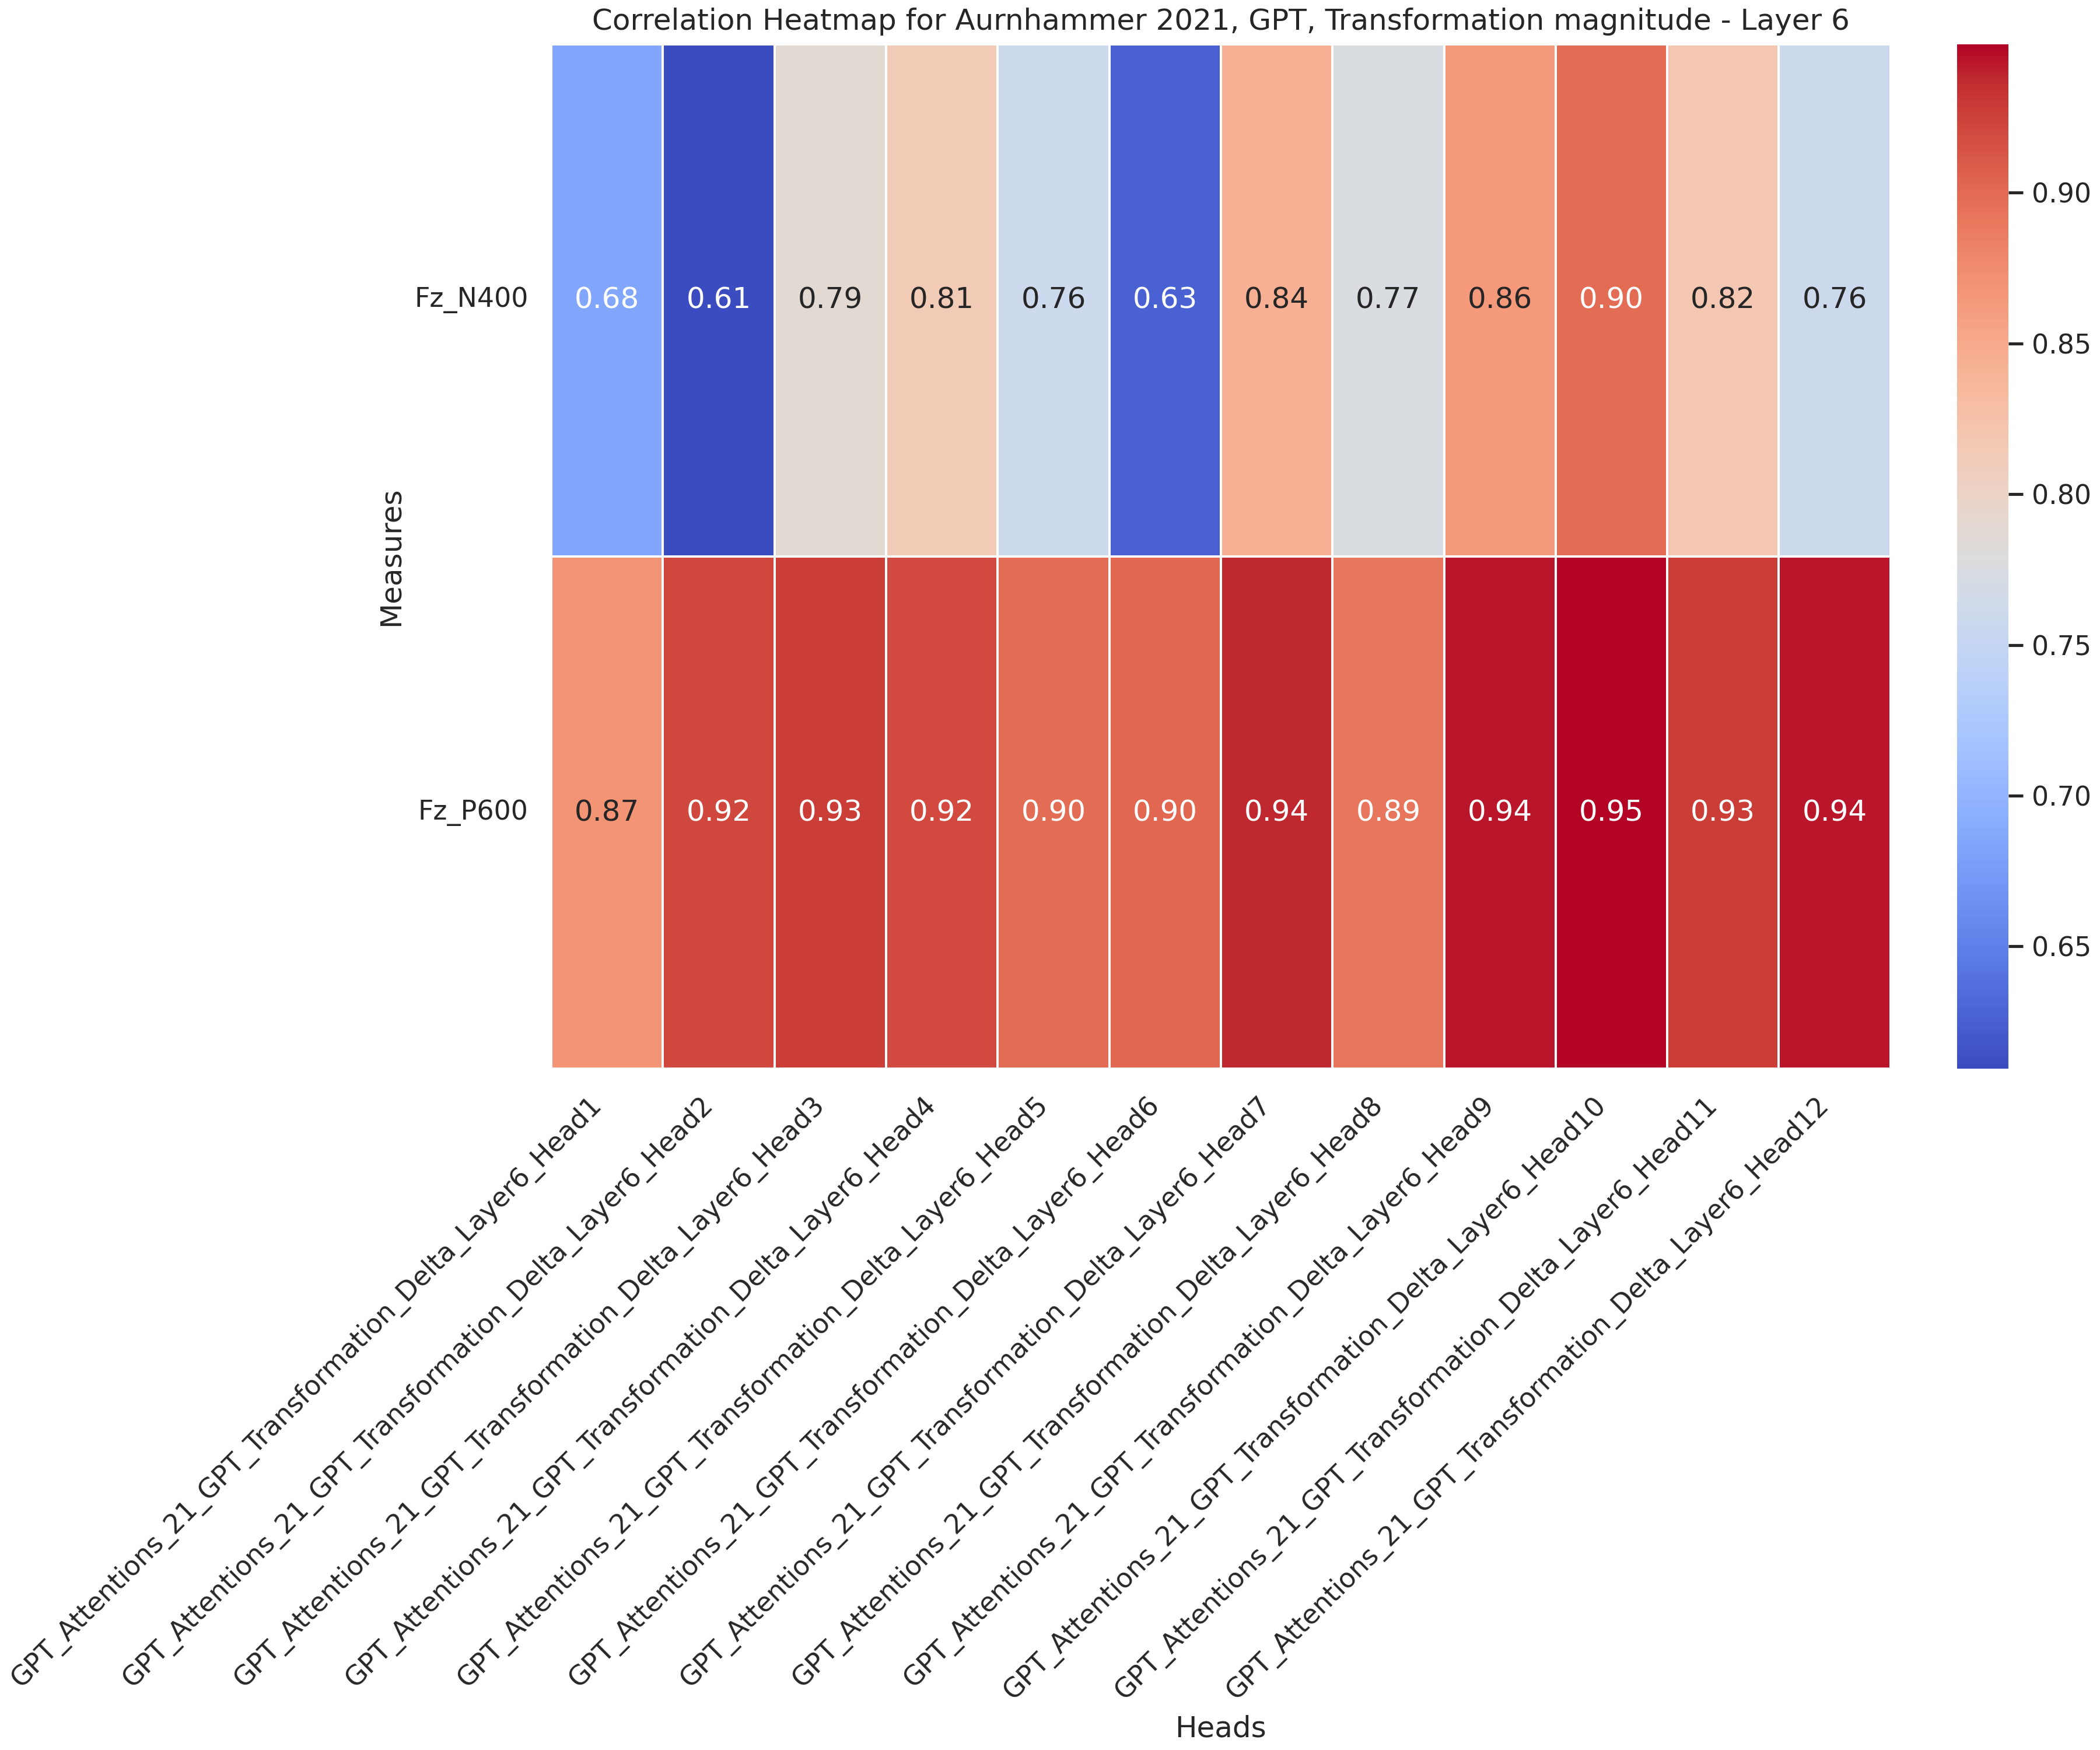 Correlation Heatmap for Aurnhammer 2021, GPT, Transformation magnitude - Layer 6
Measures
Fz_N400
0.68 0.61 0.79 0.81 0.76 0.63 0.84 0.77 0.86 0.90 0.82 0.76
Fz_P600
0.87 0.92 0.93 0.92 0.90 0.90 0.94 0.89 0.94 0.95 0.93 0.94
0.90
0.85
0.80
0.75
0.70
0.65
GPT_Attentions_21_GPT_Transformation_Delta_Layer6_Head1
GPT_Attentions_21_GPT_Transformation_Delta_Layer6_Head2
GPT_Attentions_21_GPT_Transformation_Delta_Layer6_Head3
GPT_Attentions_21_GPT_Transformation_Delta_Layer6_Head4
GPT_Attentions_21_GPT_Transformation_Delta_Layer6_Head5
GPT_Attentions_21_GPT_Transformation_Delta_Layer6_Head6
GPT_Attentions_21_GPT_Transformation_Delta_Layer6_Head7
GPT_Attentions_21_GPT_Transformation_Delta_Layer6_Head8
GPT_Attentions_21_GPT_Transformation_Delta_Layer6_Head9
GPT_Attentions_21_GPT_Transformation_Delta_Layer6_Head10
GPT_Attentions_21_GPT_Transformation_Delta_Layer6_Head11
GPT_Attentions_21_GPT_Transformation_Delta_Layer6_Head12
Heads